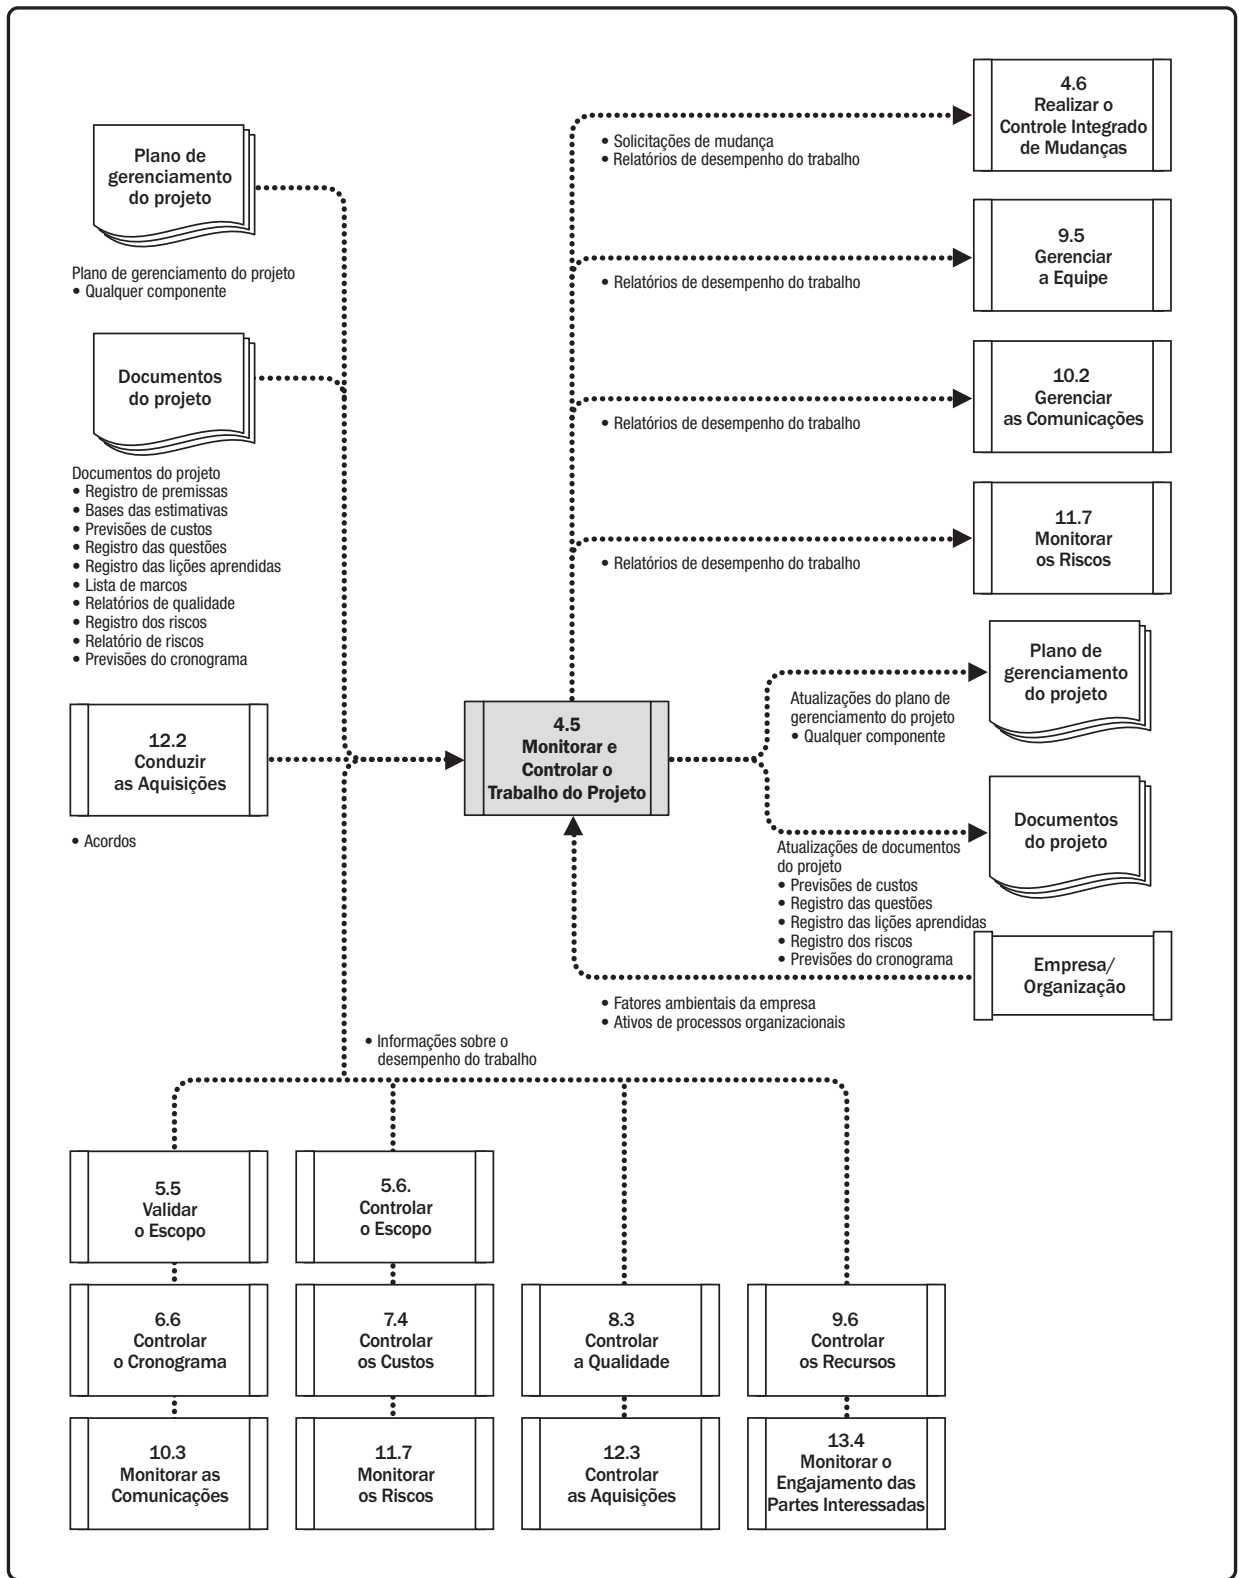 Plano de
gerenciamento
do projeto
Plano de gerenciamento do projeto
• Qualquer componente
Documentos
do projeto
Documentos do projeto
• Registro de premissas
• Bases das estimativas
• Previsões de custos
• Registro das questões
• Registro das lições aprendidas
• Lista de marcos
• Relatórios de qualidade
• Registro dos riscos
• Relatório de riscos
• Previsões do cronograma
12.2
Conduzir
as Aquisições
• Acordos
4.5
Monitorar e
Controlar o
Trabalho do Projeto
• Solicitações de mudança
• Relatórios de desempenho do trabalho
4.6
Realizar o
Controle Integrado
de Mudanças
• Relatórios de desempenho do trabalho
9.5
Gerenciar
a Equipe
• Relatórios de desempenho do trabalho
10.2
Gerenciar
as Comunicações
• Relatórios de desempenho do trabalho
11.7
Monitorar
os Riscos
Atualizações do plano de
gerenciamento do projeto
• Qualquer componente
Plano de
gerenciamento
do projeto
Atualizações de documentos
do projeto
• Previsões de custos
• Registro das questões
• Registro das lições aprendidas
• Registro dos riscos
• Previsões do cronograma
Documentos
do projeto
Empresa/
Organização
• Fatores ambientais da empresa
• Ativos de processos organizacionais
• Informações sobre o
desempenho do trabalho
5.5
Validar
o Escopo
5.6.
Controlar
o Escopo
6.6
Controlar
o Cronograma
7.4
Controlar
os Custos
8.3
Controlar
a Qualidade
9.6
Controlar
os Recursos
10.3
Monitorar as
Comunicações
11.7
Monitorar
os Riscos
12.3
Controlar
as Aquisições
13.4
Monitorar o
Engajamento das
Partes Interessadas